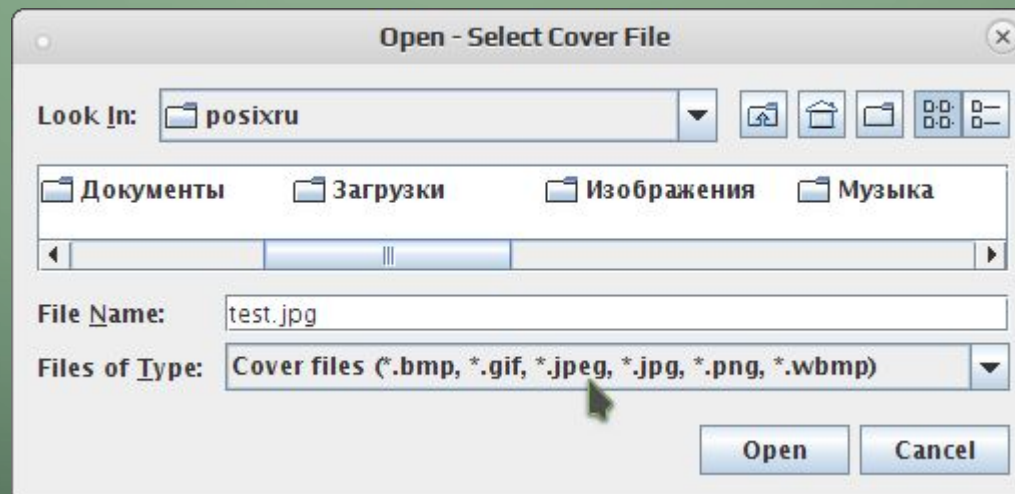 Open - Select Cover File
Look In: posixru
Документы Загрузки Изображения Музыка
File Name: test.jpg
Files of Type: Cover files (*.bmp, *.gif, *.jpeg, *.jpg, *.png, *.wbmp)
Open Cancel